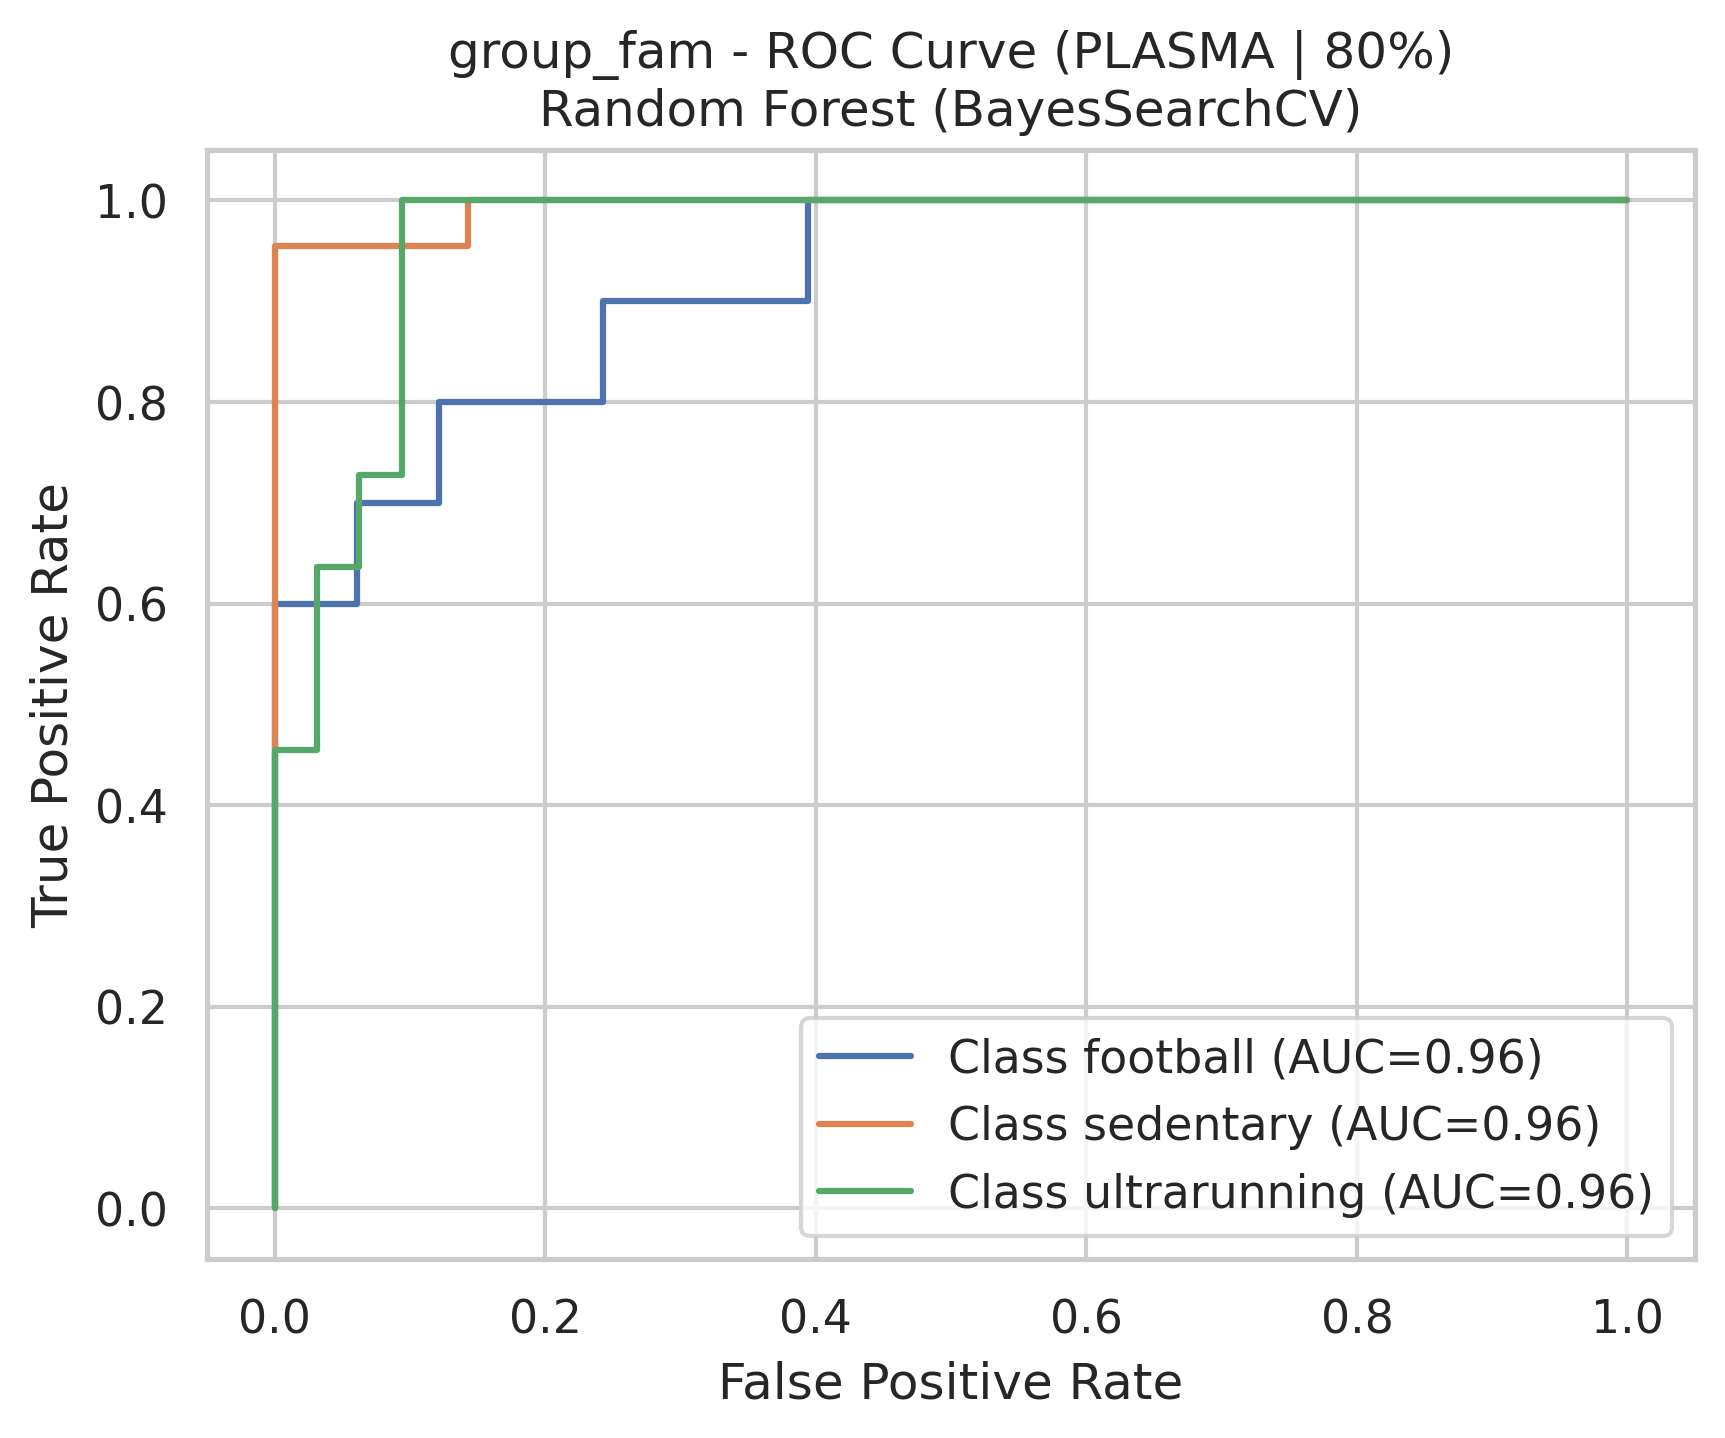 group_fam - ROC Curve (PLASMA | 80%)
Random Forest (BayesSearchCV)
True Positive Rate
1.0
0.8
0.6
0.4
0.2
0.0
Class football (AUC=0.96)
Class sedentary (AUC=0.96)
Class ultrarunning (AUC=0.96)
0.0 0.2 0.4 0.6 0.8 1.0
False Positive Rate